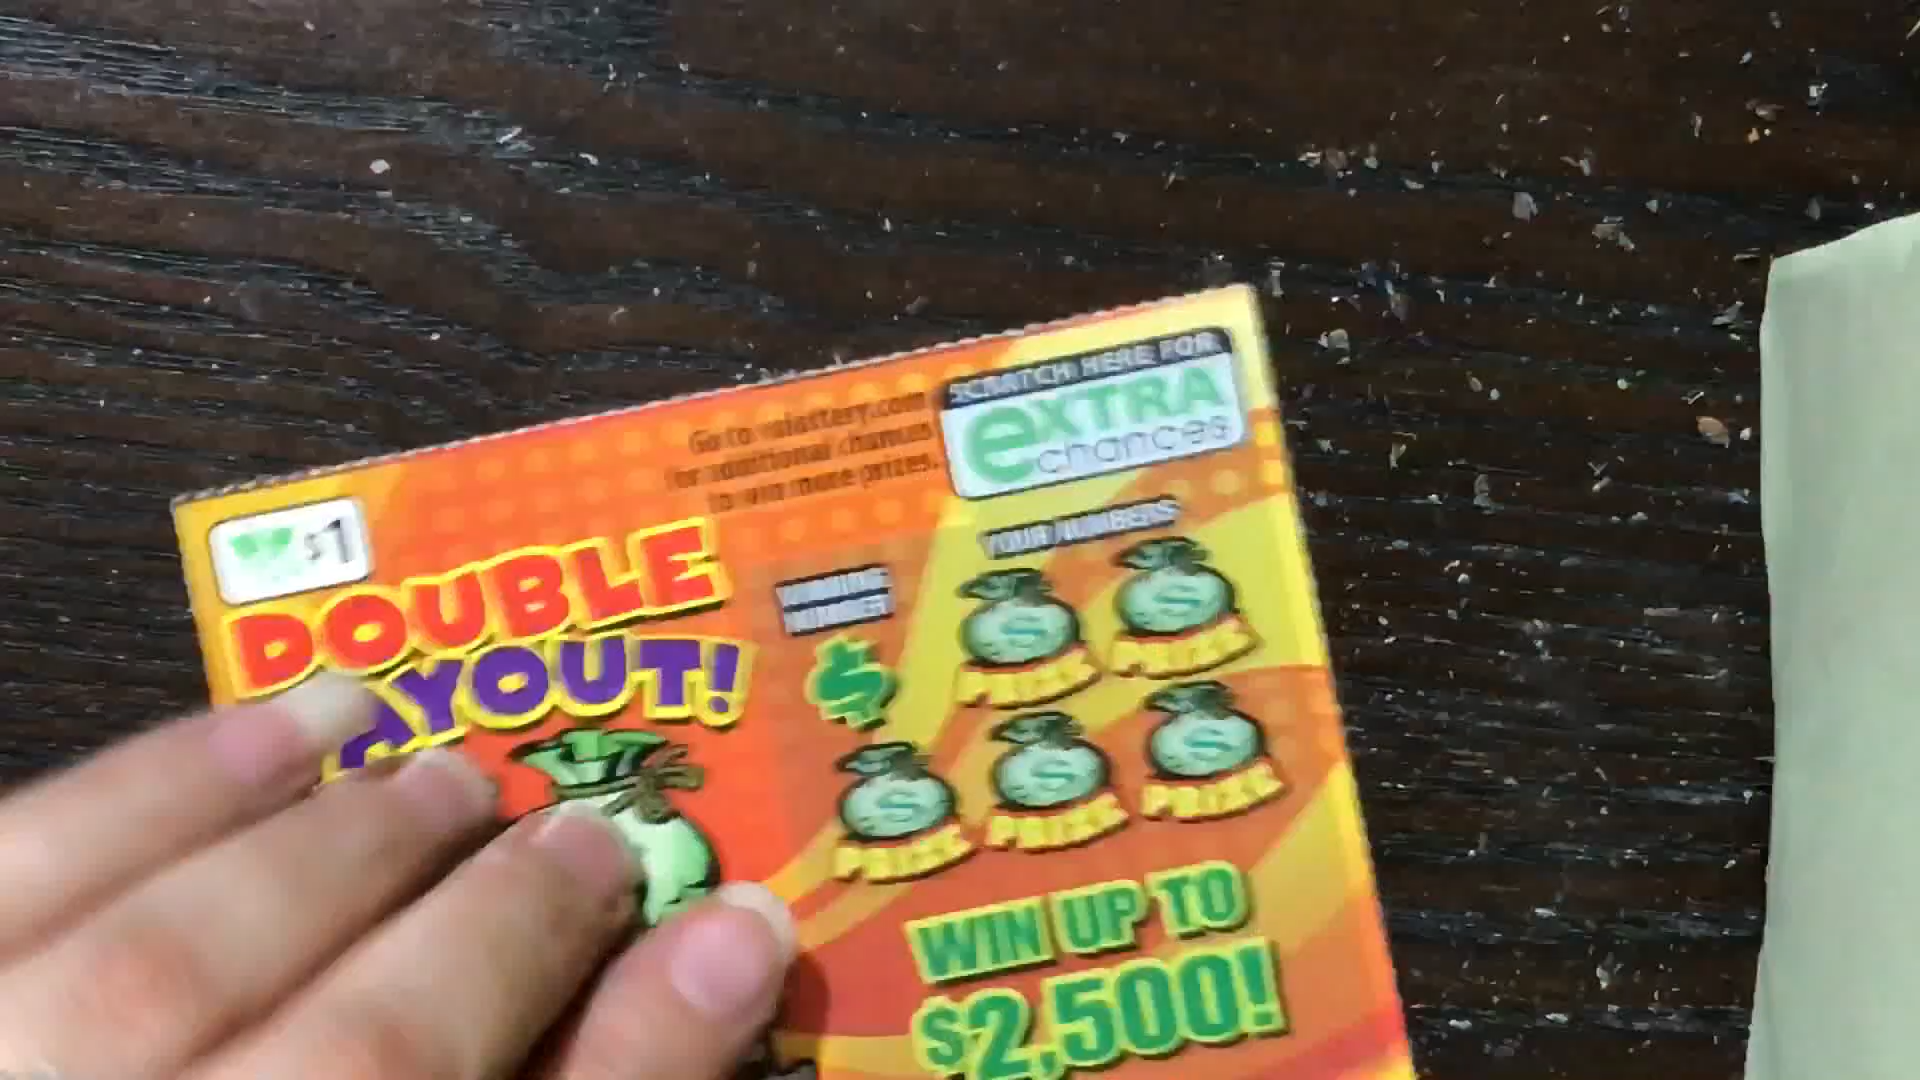 SCRATCH HERE FOR
eXTRA
chances
Go to valottery.com
for additional chances
to win more prizes.
$1
DOUBLE
AYOUT!
YOUR NUMBERS
WINNING
NUMBER
$
$
$
PRIZE
PRIZE
$
$
$
PRIZE
PRIZE
PRIZE
WIN UP TO
$2,500!